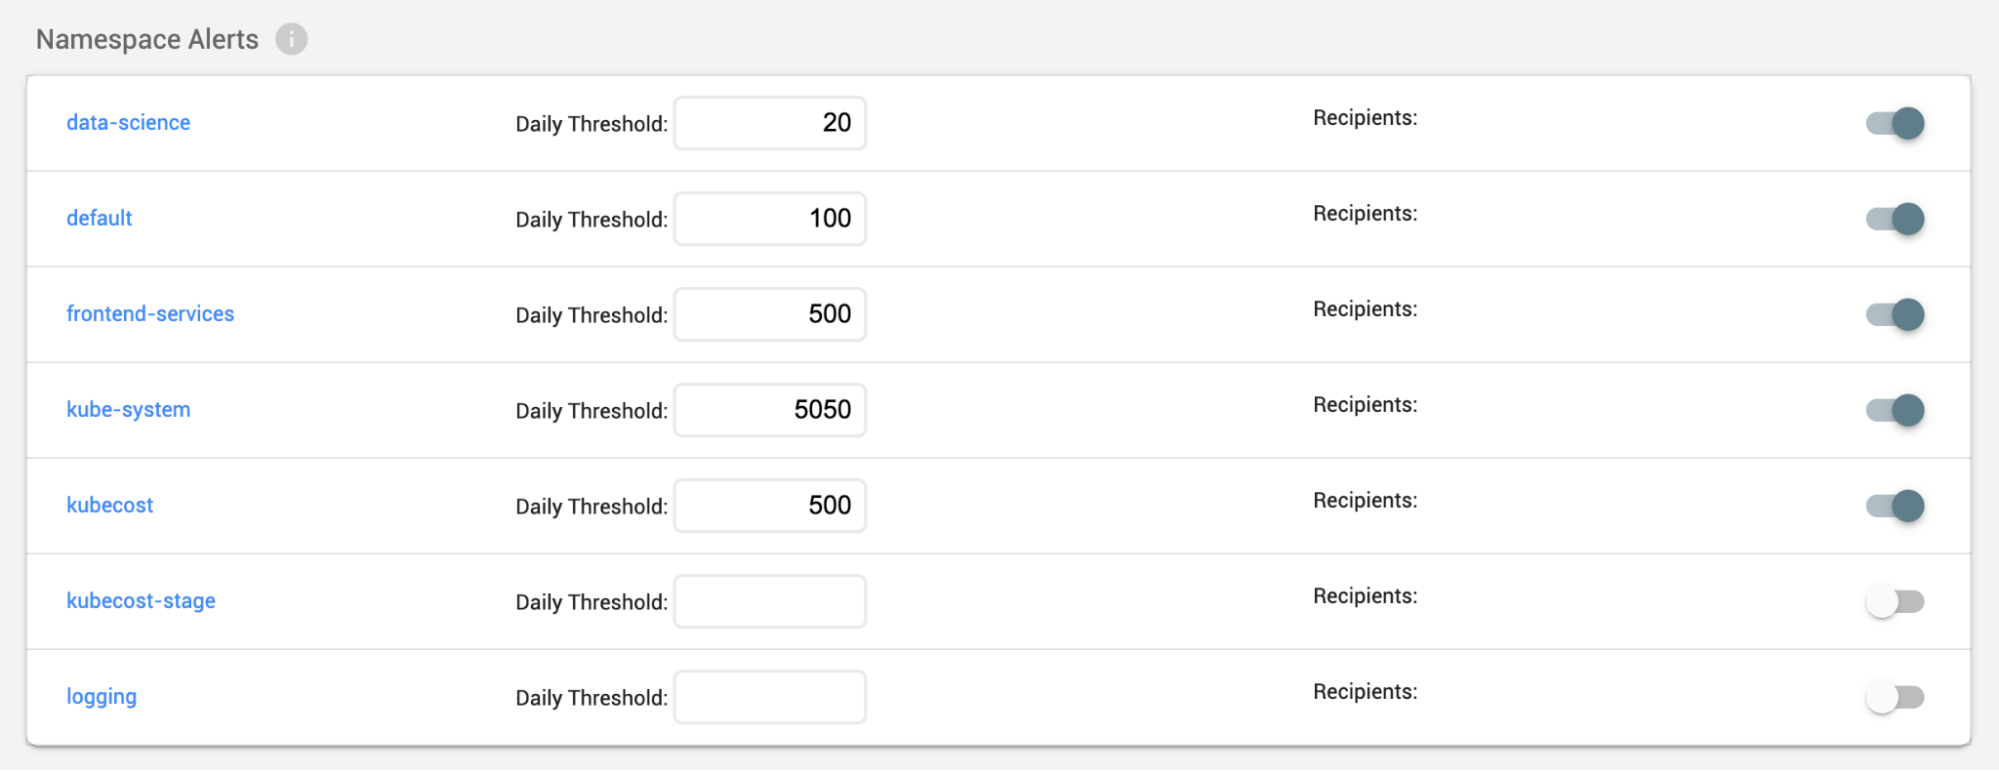 Namespace Alerts i
data-science Daily Threshold: 20 Recipients:
default Daily Threshold: 100 Recipients:
frontend-services Daily Threshold: 500 Recipients:
kube-system Daily Threshold: 5050 Recipients:
kubecost Daily Threshold: 500 Recipients:
kubecost-stage Daily Threshold: Recipients:
logging Daily Threshold: Recipients: